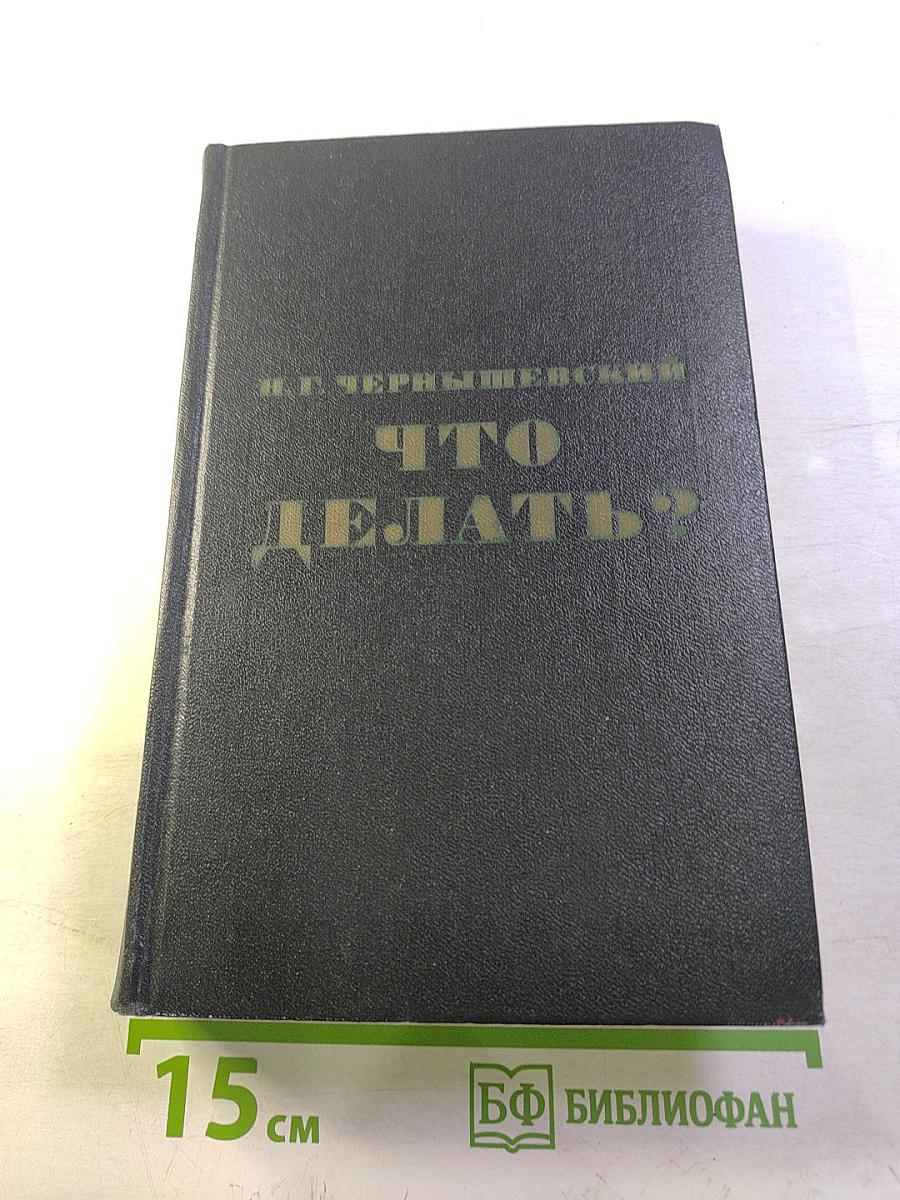 Н. Г. ЧЕРНЫШЕВСКИЙ
ЧТО
ДЕЛАТЬ?
15 см
БФ БИБЛИОФАН